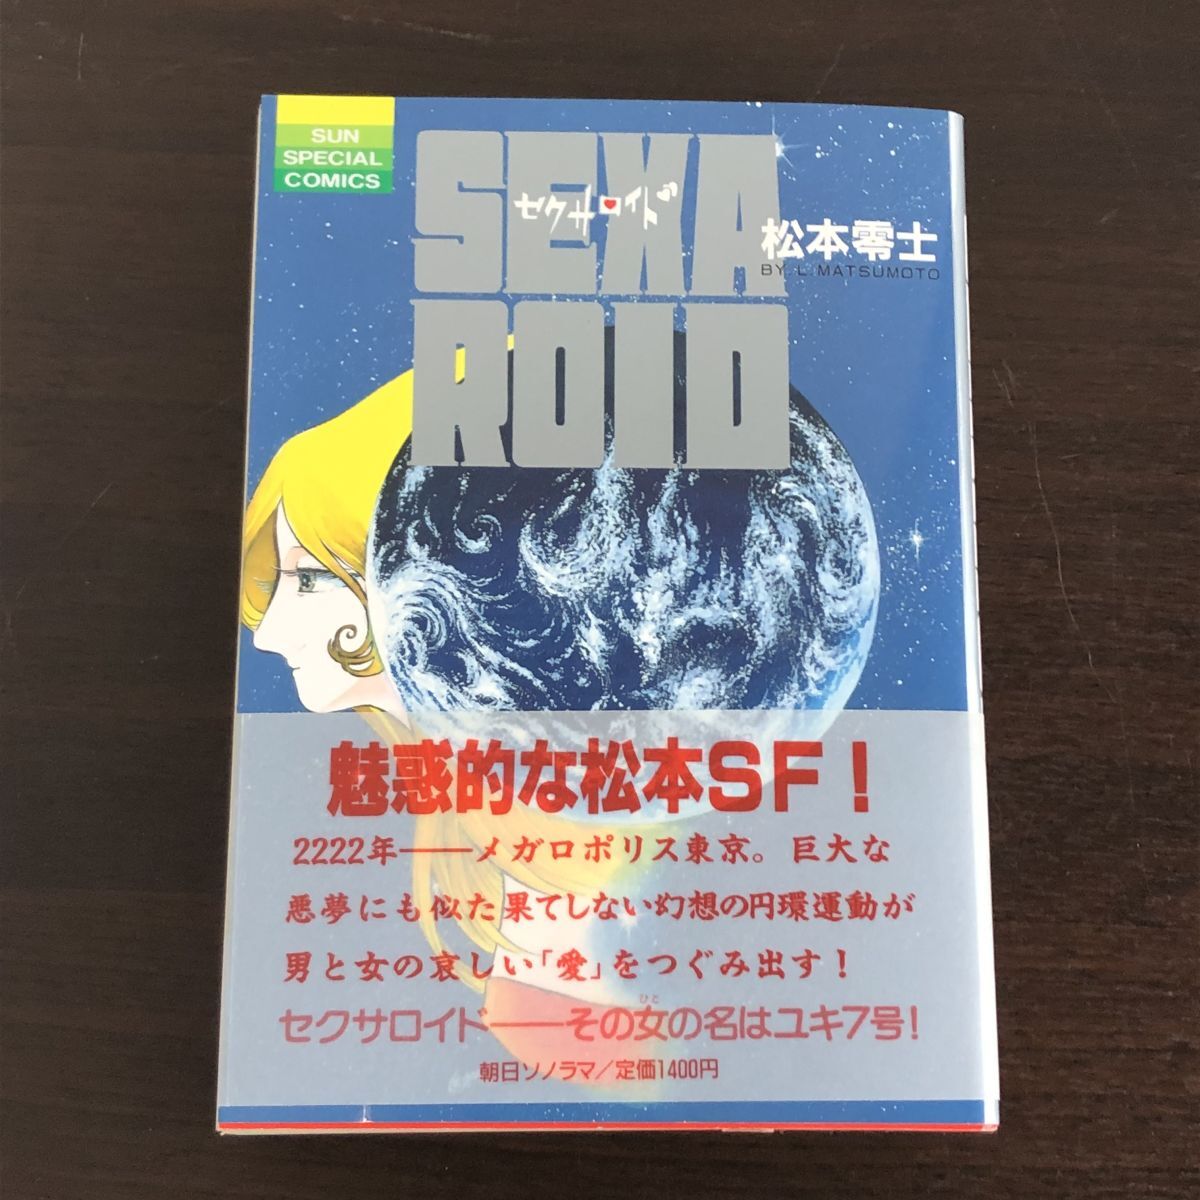 SUN
SPECIAL
COMICS
SEXA
セクサロイド
ROID
松本零士
BY L MATSUMOTO
魅惑的な松本SF!
2222年――メガロポリス東京。巨大な
悪夢にも似た果てしない幻想の円環運動が
男と女の哀しい「愛」をつぐみ出す!
ひと
セクサロイド――その女の名はユキ7号!
朝日ソノラマ/定価1400円